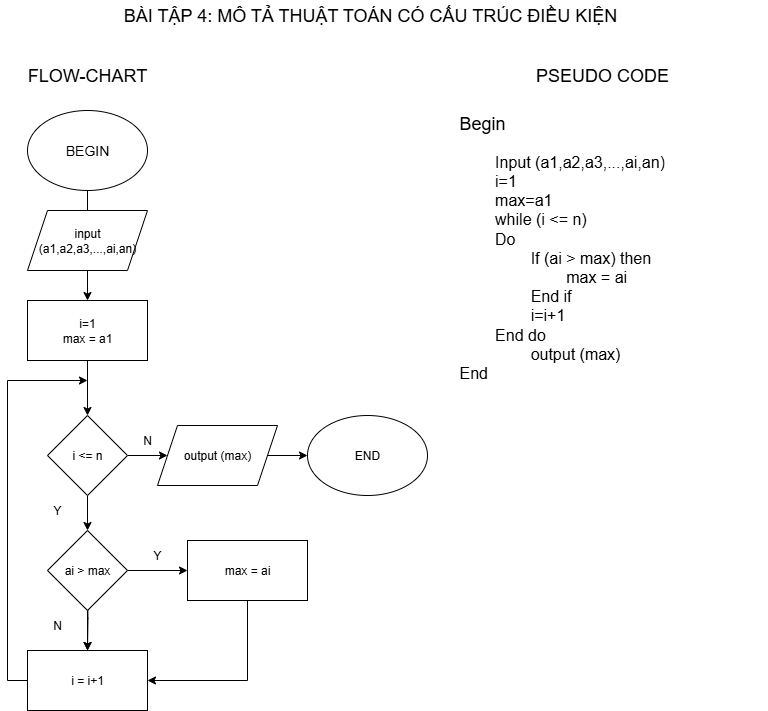 BÀI TẬP 4: MÔ TẢ THUẬT TOÁN CÓ CẤU TRÚC ĐIỀU KIỆN
FLOW-CHART
BEGIN
input
(a1,a2,a3,...,ai,an)
i=1
max = a1
i <= n
N
output (max)
END
Y
ai > max
Y
max = ai
N
i = i+1
PSEUDO CODE
Begin
Input (a1,a2,a3,...,ai,an)
i=1
max=a1
while (i <= n)
Do
If (ai > max) then
max = ai
End if
i=i+1
End do
output (max)
End